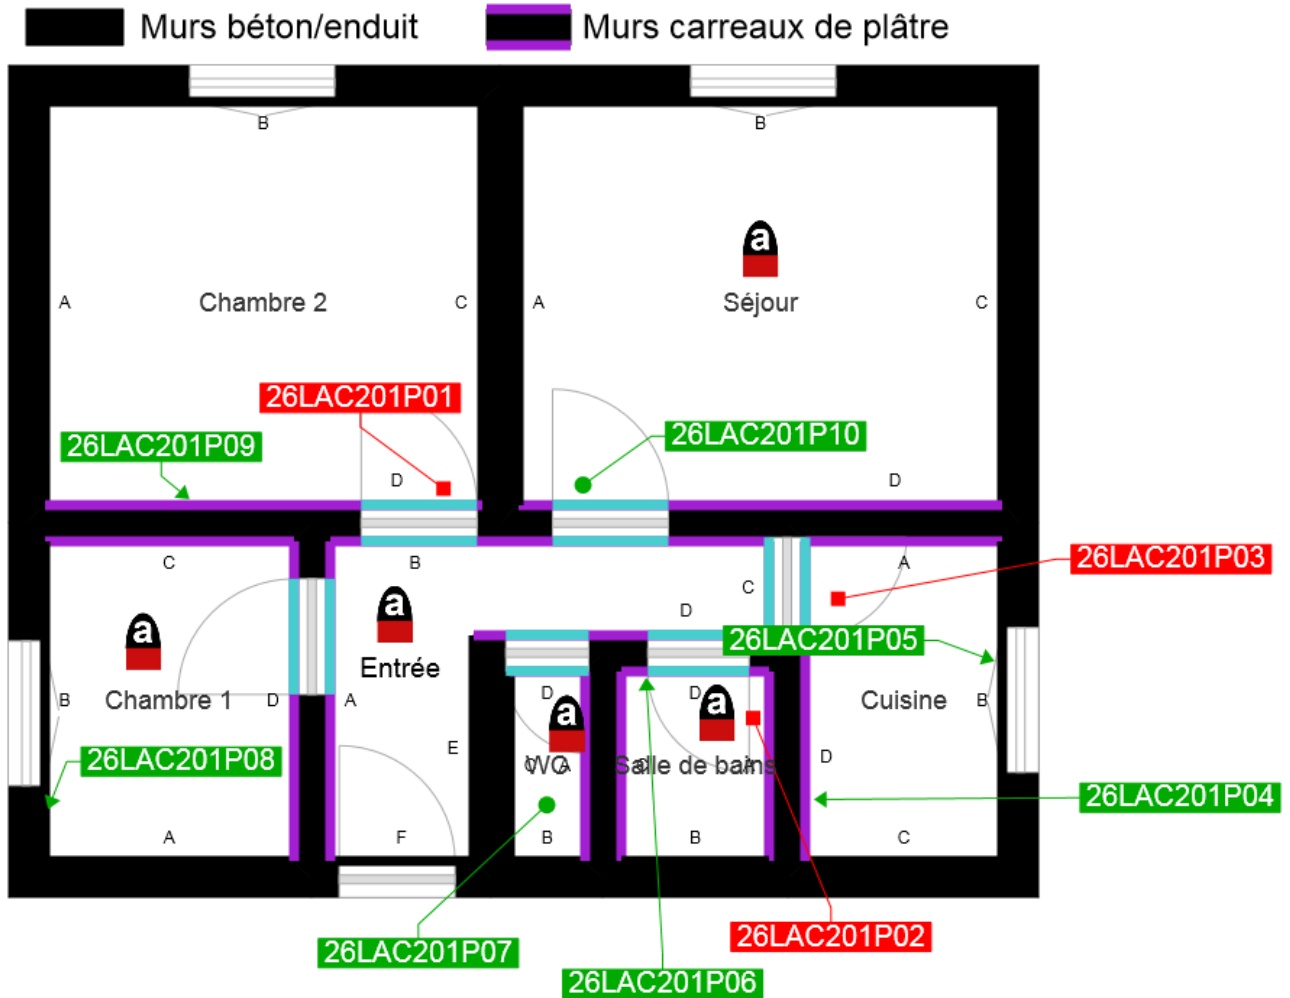 Murs béton/enduit
Murs carreaux de plâtre
B
B
a
A
Chambre 2
C
A
Séjour
C
26LAC201P01
26LAC201P09
26LAC201P10
D
D
C
B
A
26LAC201P03
a
a
C
D
26LAC201P05
Entrée
B
Chambre 1
D
A
D
a
D
a
Cuisine
B
E
26LAC201P08
C
WC
A
C
Salle de bains
A
D
26LAC201P04
A
F
B
B
C
26LAC201P02
26LAC201P07
26LAC201P06